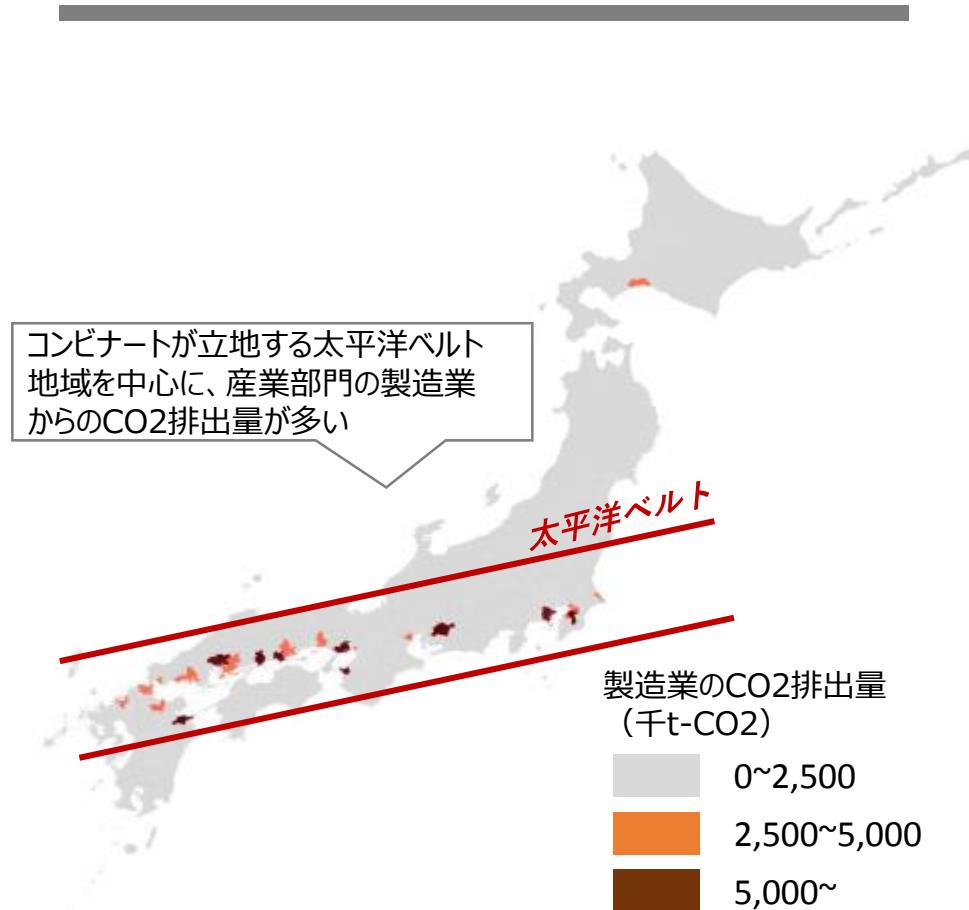 コンビナートが立地する太平洋ベルト
地域を中心に、産業部門の製造業
からのCO2排出量が多い
太平洋ベルト
製造業のCO2排出量
（千t-CO2）
0~2,500
2,500~5,000
5,000~